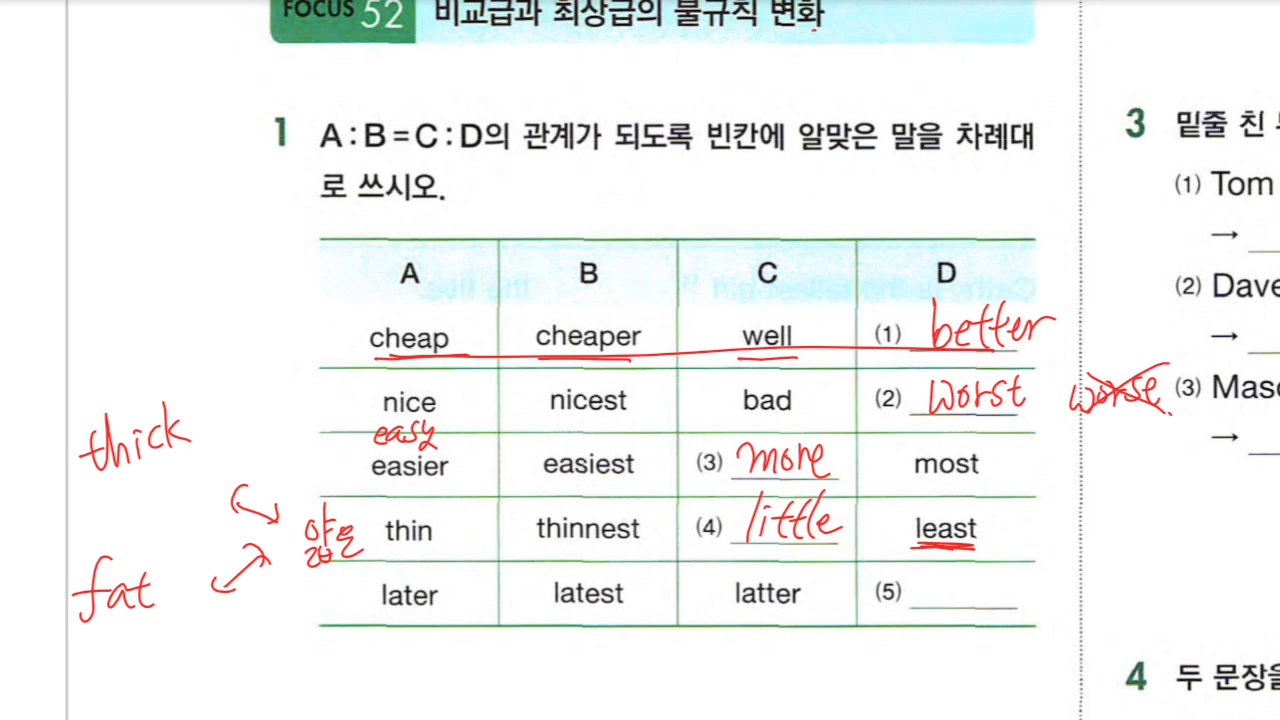 FOCUS 52 비교급과 최상급의 불규칙 변화
1 A : B = C : D의 관계가 되도록 빈칸에 알맞은 말을 차례대
로 쓰시오.
A B C D
cheap cheaper well (1) better
nice nicest bad (2) worst worse
easy
easier easiest (3) more most
thick
얇은 thin thinnest (4) little least
fat
later latest latter (5)
3 밑줄 친
(1) Tom
→
(2) Dave
→
(3)
→
4 두 문장을